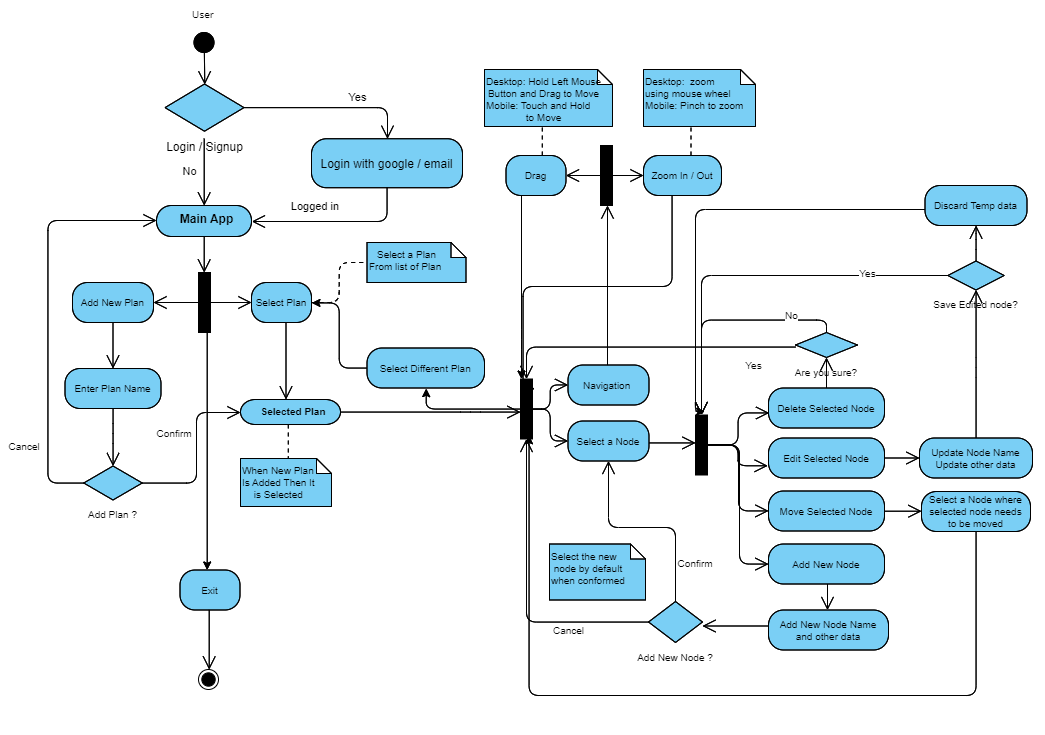 User
Yes
Login / Signup
Login with google / email
No
Logged in
Main App
Select a Plan
From list of Plan
Add New Plan
Select Plan
Select Different Plan
Enter Plan Name
Selected Plan
Confirm
Cancel
When New Plan
Is Added Then It
is Selected
Add Plan ?
Exit
Desktop: Hold Left Mouse
Button and Drag to Move
Mobile: Touch and Hold
to Move
Desktop: zoom
using mouse wheel
Mobile: Pinch to zoom
Drag
Zoom In / Out
Discard Temp data
Yes
Save Edited node?
No
Yes
Are you sure?
Navigation
Select a Node
Delete Selected Node
Edit Selected Node
Update Node Name
Update other data
Move Selected Node
Select a Node where
selected node needs
to be moved
Select the new
node by default
when conformed
Confirm
Add New Node
Cancel
Add New Node Name
and other data
Add New Node ?